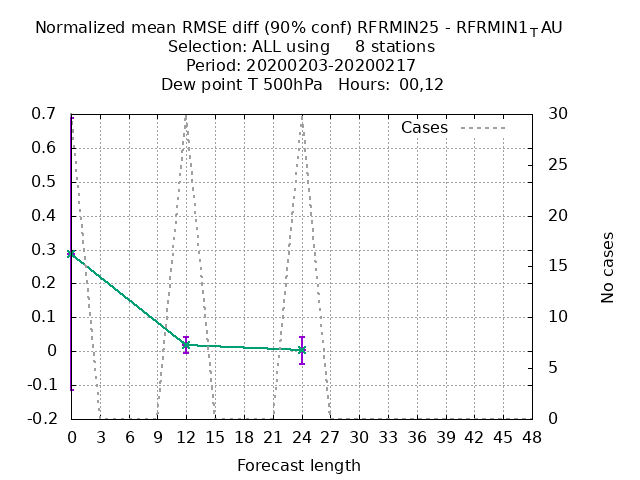 Normalized mean RMSE diff (90% conf) RFRMIN25 - RFRMIN1TAU
Selection: ALL using     8 stations
Period: 20200203-20200217
Dew point T 500hPa   Hours: 00,12
Cases
0.7
0.6
0.5
0.4
0.3
0.2
0.1
0
-0.1
-0.2
30
25
20
15
10
5
0
No cases
0 3 6 9 12 15 18 21 24 27 30 33 36 39 42 45 48
Forecast length